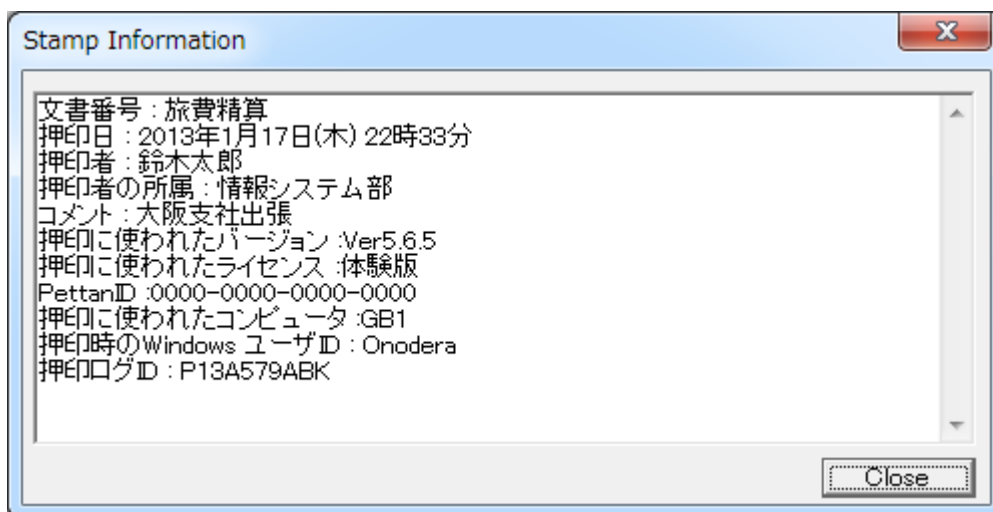 Stamp Information
文書番号 : 旅費精算
押印日 : 2013年1月17日(木) 22時33分
押印者 : 鈴木太郎
押印者の所属 : 情報システム部
コメント : 大阪支社出張
押印に使われたバージョン :Ver5.6.5
押印に使われたライセンス :体験版
PettanID :0000-0000-0000-0000
押印に使われたコンピュータ :GB1
押印時のWindows ユーザID : Onodera
押印ログID : P13A579ABK
Close